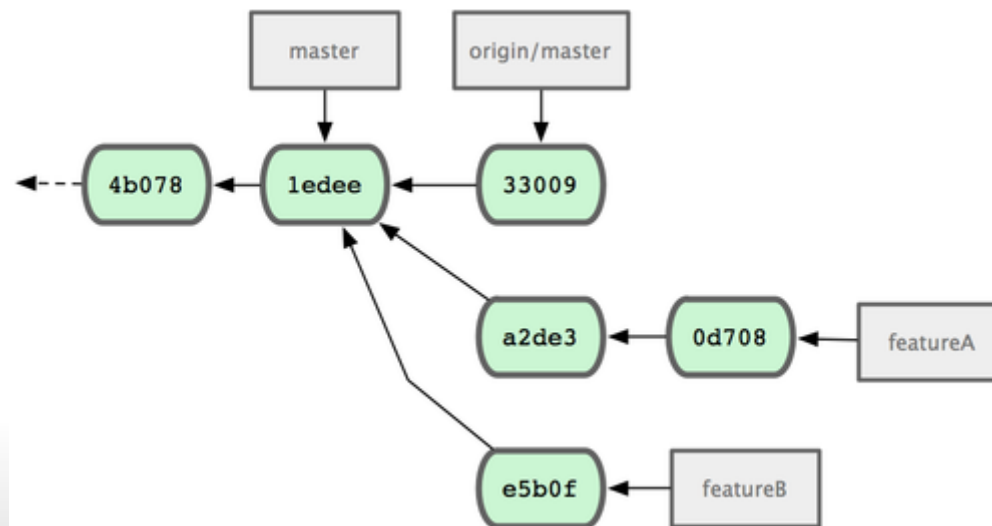 master
origin/master
4b078
1edee
33009
a2de3
0d708
featureA
e5b0f
featureB